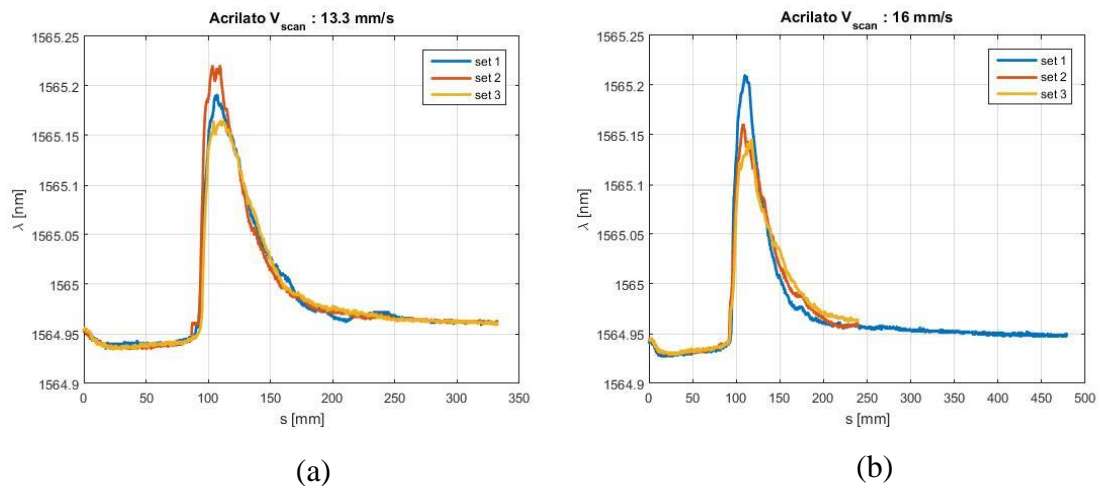 Acrilato V_scan : 13.3 mm/s
1565.25
1565.2
1565.15
1565.1
1565.05
1565
1564.95
1564.9
λ [nm]
set 1
set 2
set 3
0 50 100 150 200 250 300 350
s [mm]
(a)
Acrilato V_scan : 16 mm/s
1565.25
1565.2
1565.15
1565.1
1565.05
1565
1564.95
1564.9
λ [nm]
set 1
set 2
set 3
0 50 100 150 200 250 300 350 400 450 500
s [mm]
(b)